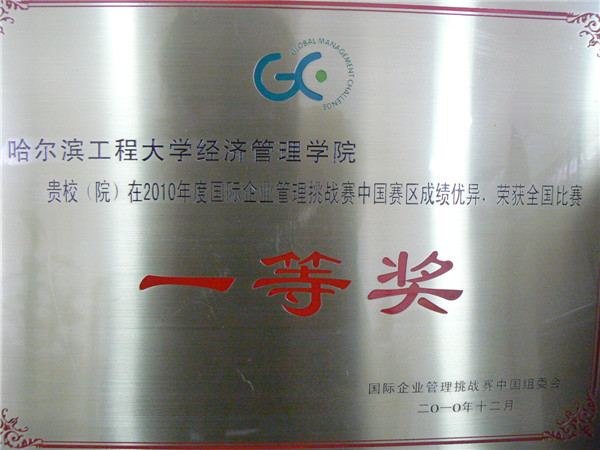 GLOBAL MANAGEMENT CHALLENGE
哈尔滨工程大学经济管理学院
贵校（院）在2010年度国际企业管理挑战赛中国赛区成绩优异，荣获全国比赛
一等奖
国际企业管理挑战赛中国组委会
二O一O年十二月